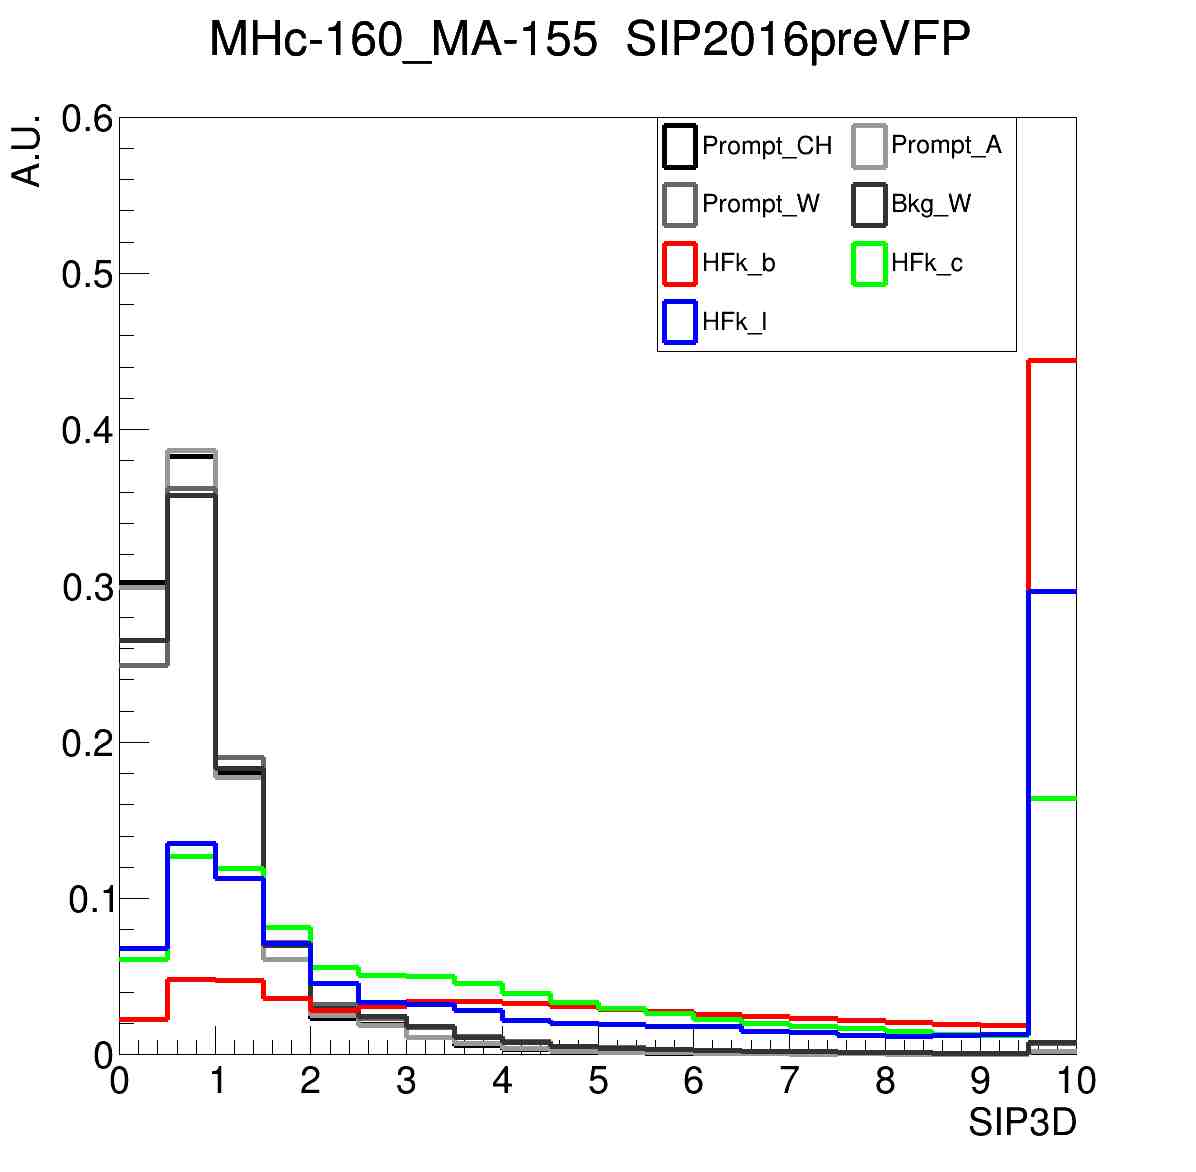 MHc-160_MA-155  SIP2016preVFP
A.U.
0.6
0.5
0.4
0.3
0.2
0.1
0
Prompt_CH Prompt_A
Prompt_W Bkg_W
HFk_b HFk_c
HFk_l
0 1 2 3 4 5 6 7 8 9 10
SIP3D